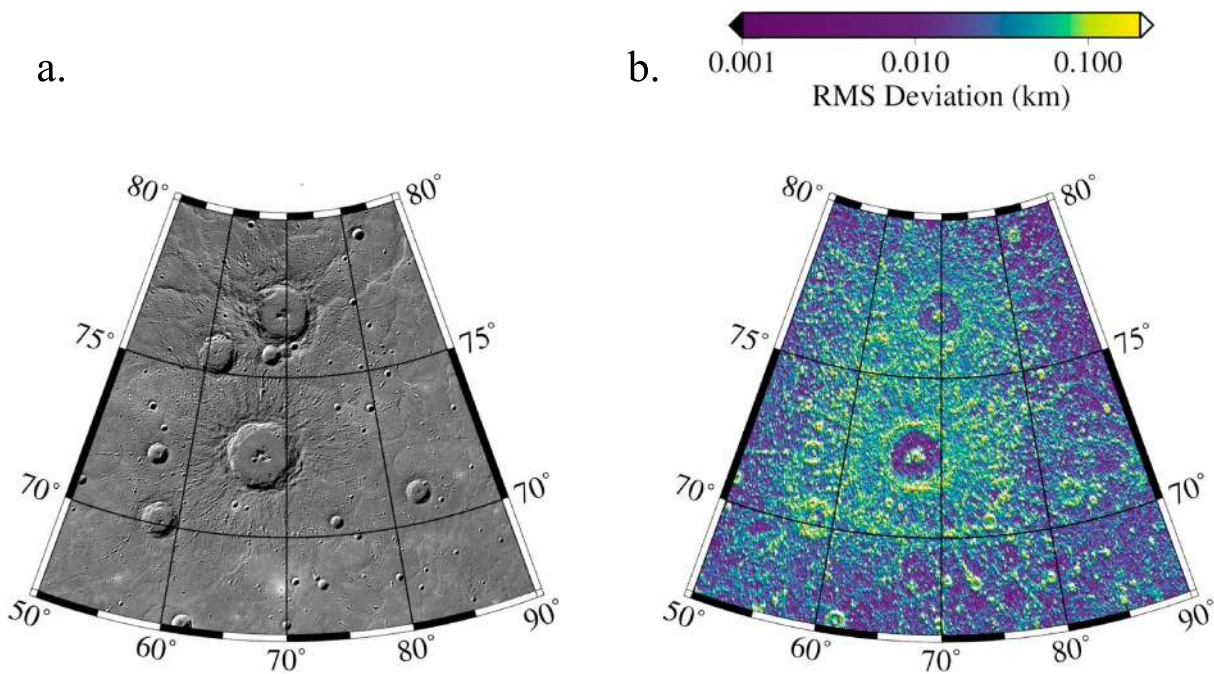 a.
b.
0.001 0.010 0.100
RMS Deviation (km)
80° 80° 80° 80°
75° 75° 75° 75°
70° 70° 70° 70°
50° 60° 70° 80° 90°
50° 60° 70° 80° 90°